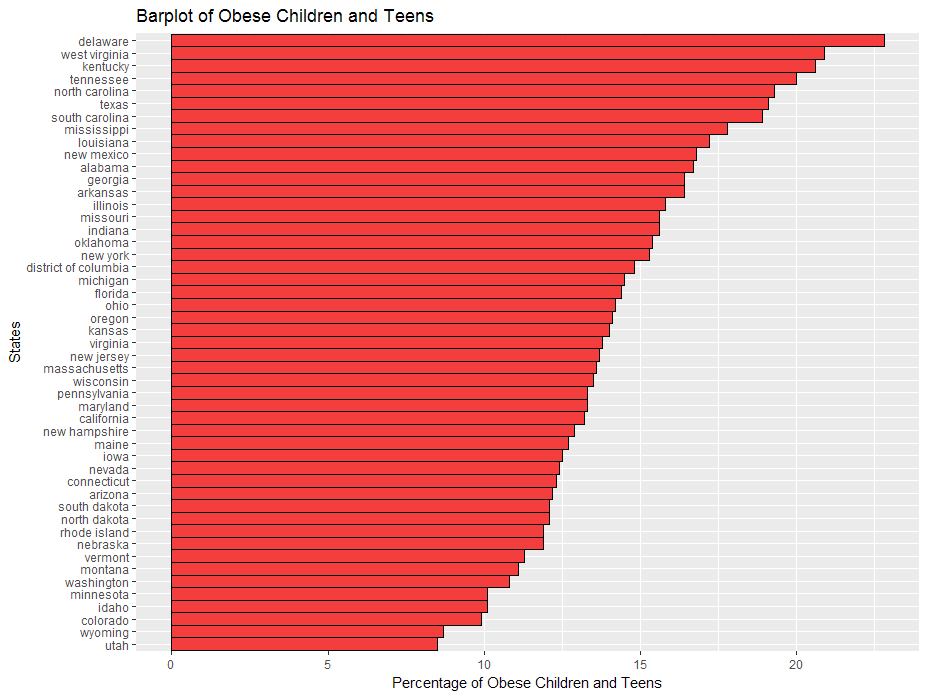 Barplot of Obese Children and Teens
delaware
west virginia
kentucky
tennessee
north carolina
texas
south carolina
mississippi
louisiana
new mexico
alabama
georgia
arkansas
illinois
missouri
indiana
oklahoma
new york
district of columbia
michigan
florida
ohio
oregon
kansas
virginia
new jersey
massachusetts
wisconsin
pennsylvania
maryland
california
new hampshire
maine
iowa
nevada
connecticut
arizona
south dakota
north dakota
rhode island
nebraska
vermont
montana
washington
minnesota
idaho
colorado
wyoming
utah
States
0 5 10 15 20
Percentage of Obese Children and Teens